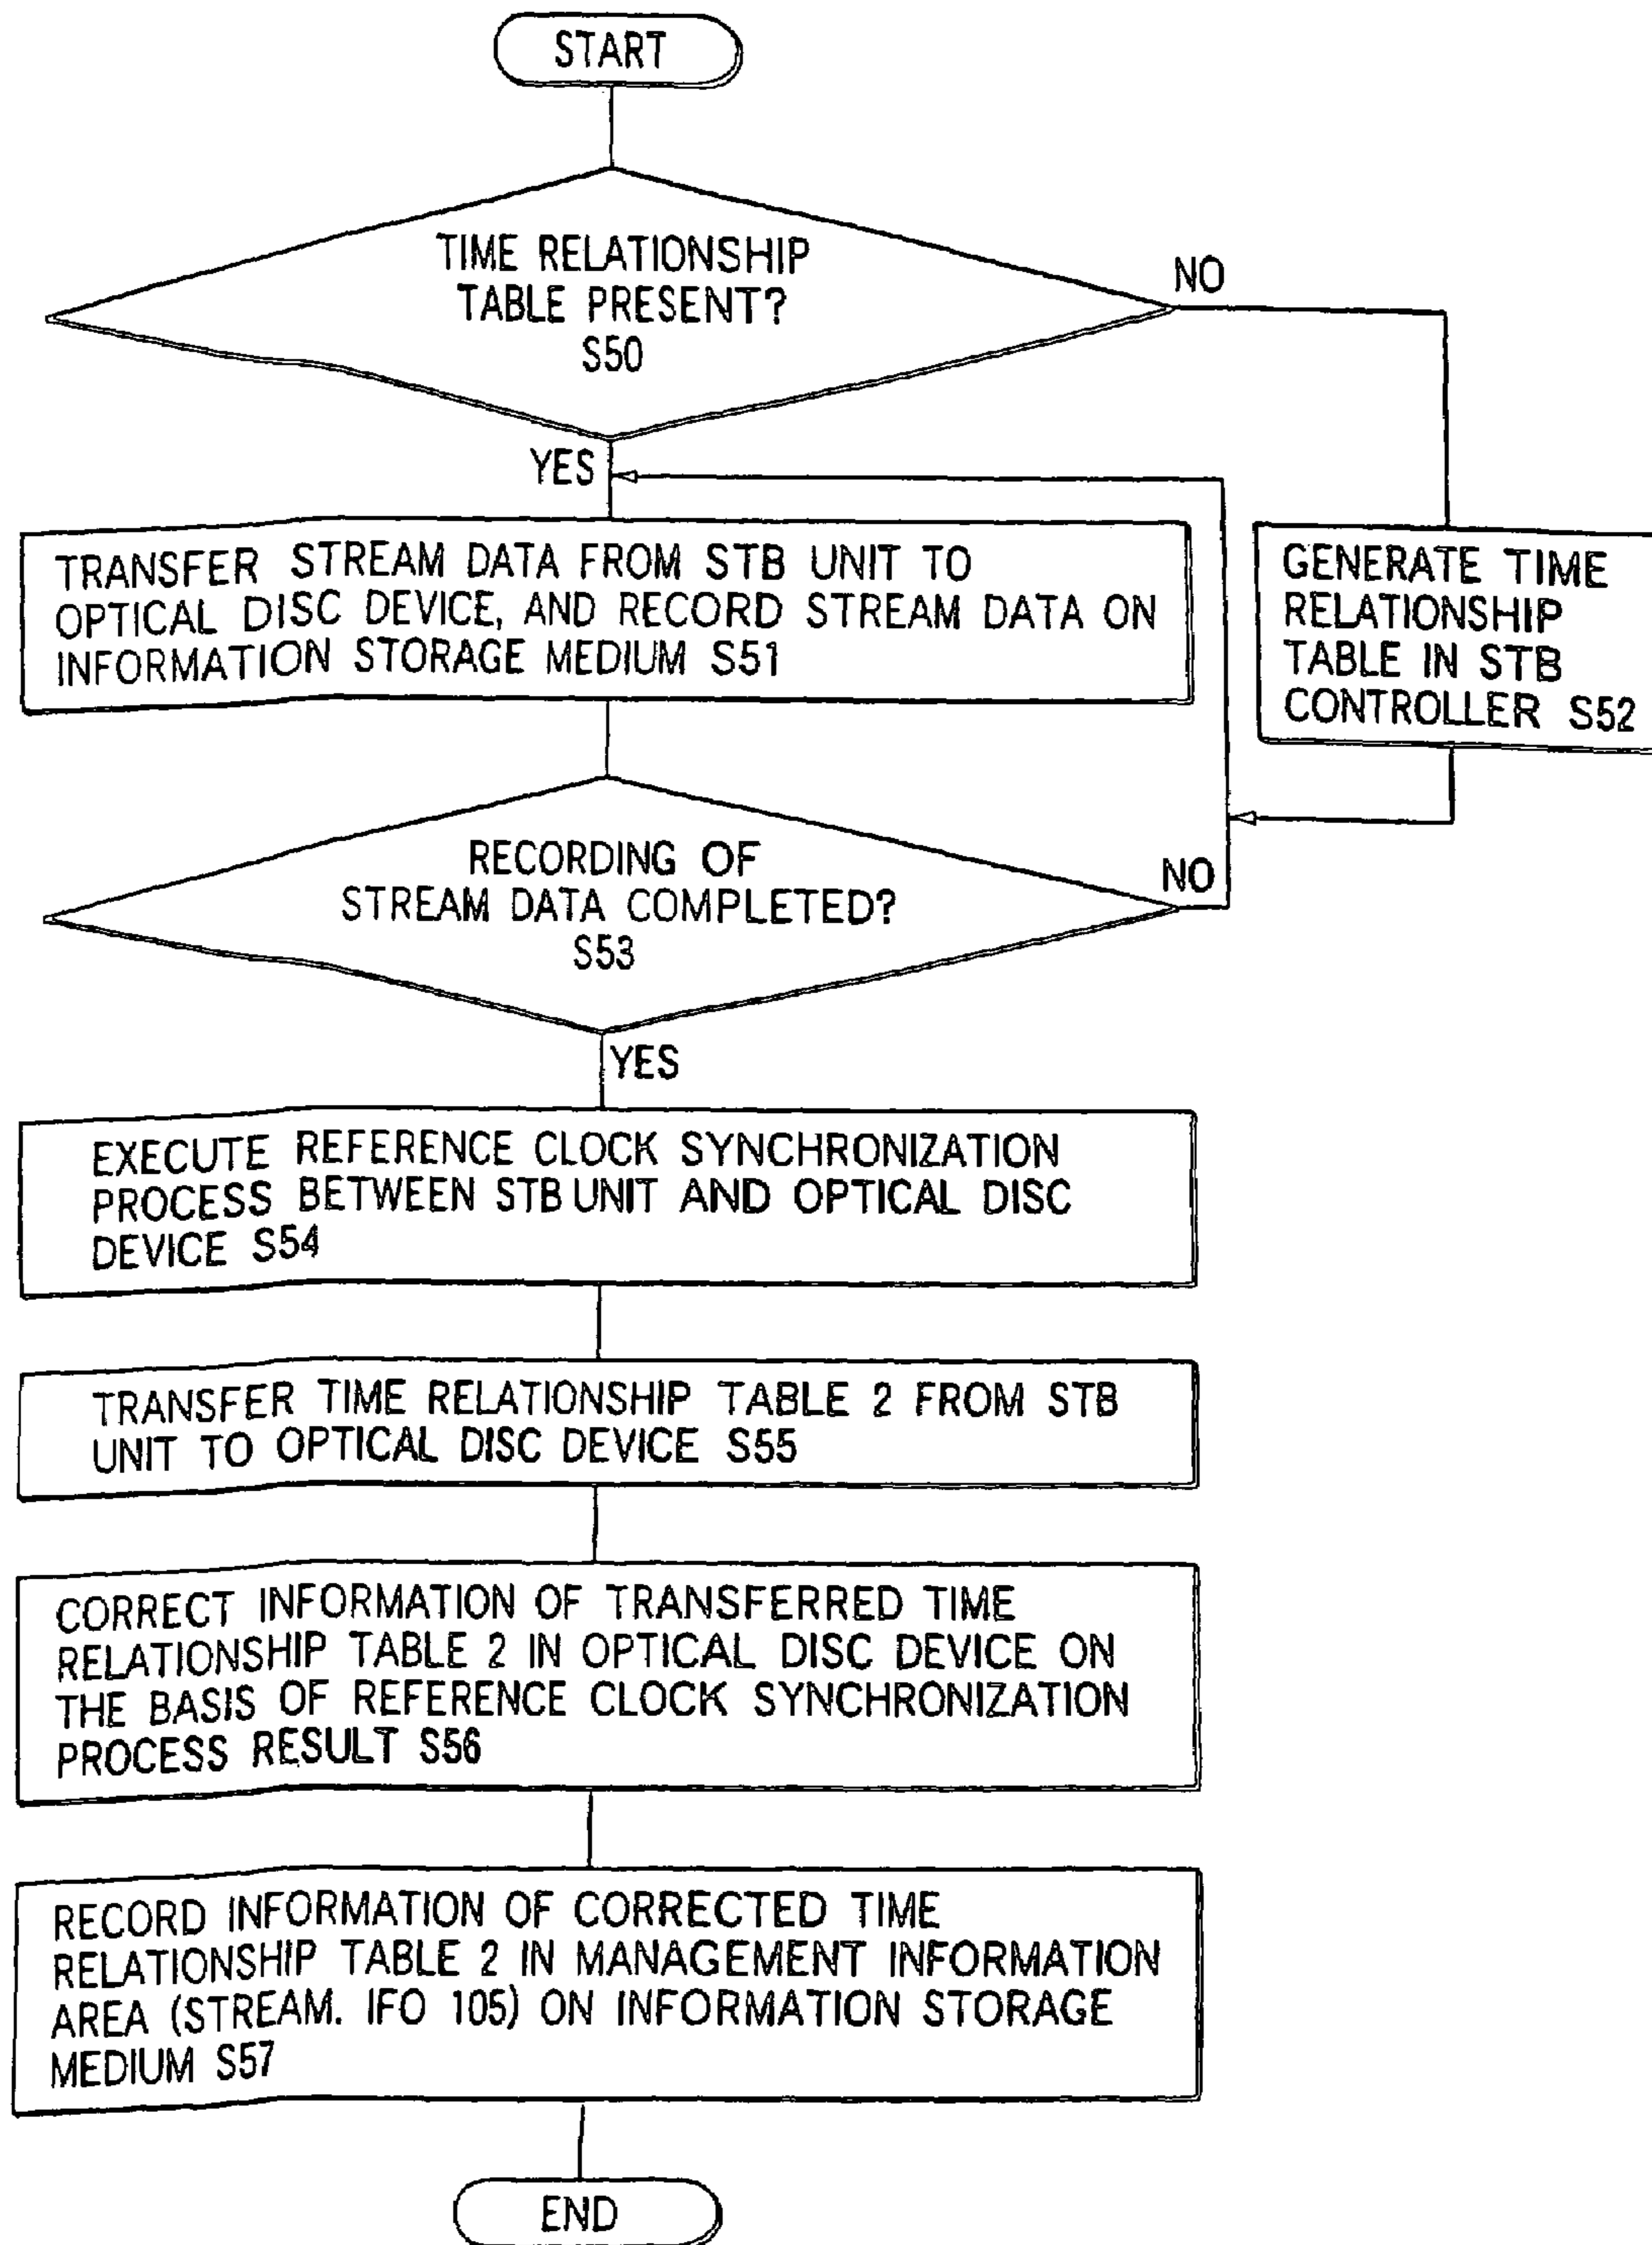 START
TIME RELATIONSHIP
TABLE PRESENT?
S50
NO
YES
TRANSFER STREAM DATA FROM STB UNIT TO
OPTICAL DISC DEVICE, AND RECORD STREAM DATA ON
INFORMATION STORAGE MEDIUM S51
GENERATE TIME
RELATIONSHIP
TABLE IN STB
CONTROLLER S52
RECORDING OF
STREAM DATA COMPLETED?
S53
NO
YES
EXECUTE REFERENCE CLOCK SYNCHRONIZATION
PROCESS BETWEEN STB UNIT AND OPTICAL DISC
DEVICE S54
TRANSFER TIME RELATIONSHIP TABLE 2 FROM STB
UNIT TO OPTICAL DISC DEVICE S55
CORRECT INFORMATION OF TRANSFERRED TIME
RELATIONSHIP TABLE 2 IN OPTICAL DISC DEVICE ON
THE BASIS OF REFERENCE CLOCK SYNCHRONIZATION
PROCESS RESULT S56
RECORD INFORMATION OF CORRECTED TIME
RELATIONSHIP TABLE 2 IN MANAGEMENT INFORMATION
AREA (STREAM. IFO 105) ON INFORMATION STORAGE
MEDIUM S57
END